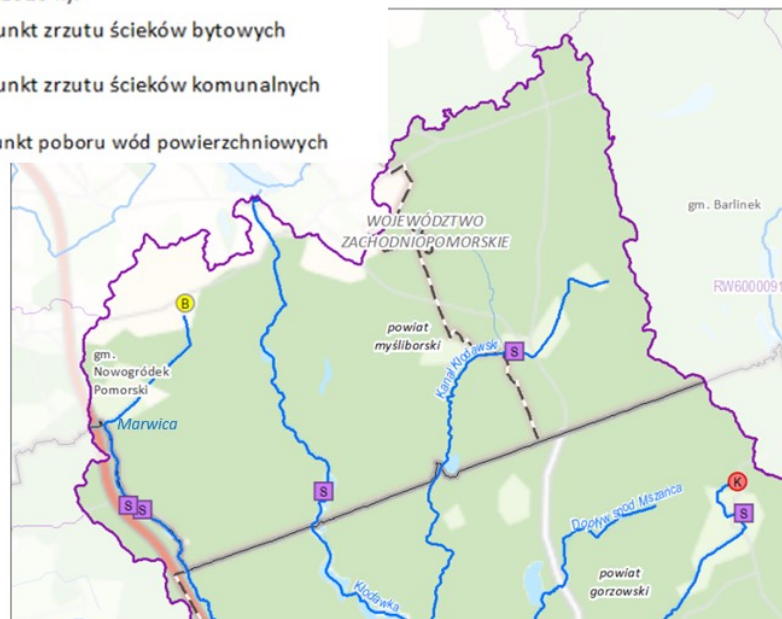 unkt zrzutu ścieków bytowych
unkt zrzutu ścieków komunalnych
unkt poboru wód powierzchniowych
WOJEWÓDZTWO
ZACHODNIOPOMORSKIE
gm. Barlinek
RW6000091
B
powiat
myśliborski
S
Kanał Kłodawski
gm.
Nowogródek
Pomorski
Marwica
S
S
S
K
S
Dopływ spod Mszańca
powiat
gorzowski
Kłodawka